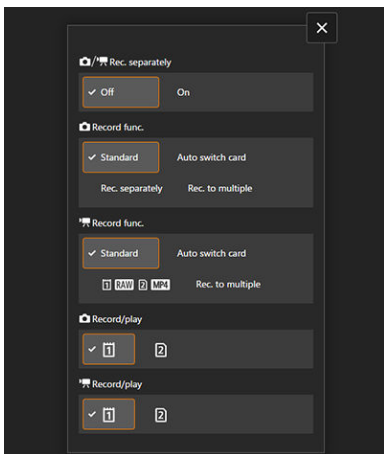 / Rec. separately
Off On
Record func.
Standard Auto switch card
Rec. separately Rec. to multiple
Record func.
Standard Auto switch card
1 RAW 2 MP4 Rec. to multiple
Record/play
1 2
Record/play
1 2